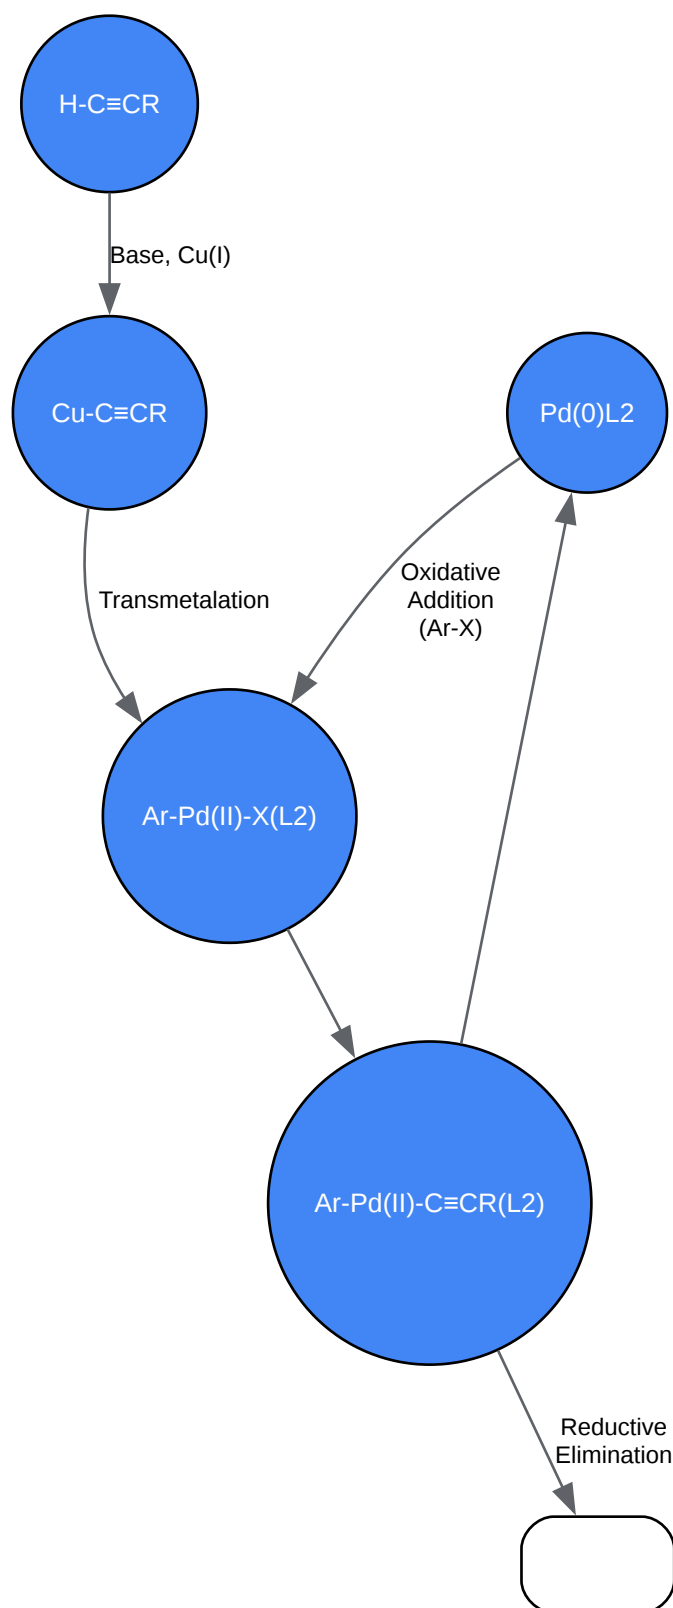 H-C≡CR
Base, Cu(I)
Cu-C≡CR
Pd(0)L2
Transmetalation
Oxidative
Addition
(Ar-X)
Ar-Pd(II)-X(L2)
Ar-Pd(II)-C≡CR(L2)
Reductive
Elimination